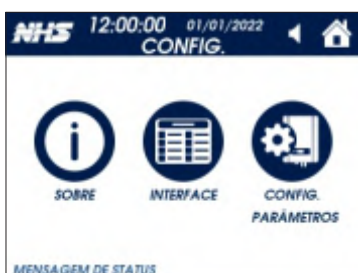 NHS 12:00:00 01/01/2022
CONFIG.
SOBRE INTERFACE CONFIG.
PARÂMETROS
MENSAGEM DE STATUS